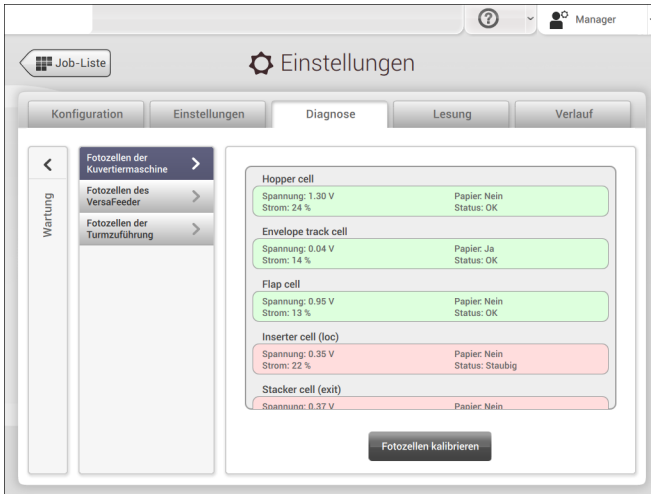 Manager
Job-Liste
Einstellungen
Konfiguration
Einstellungen
Diagnose
Lesung
Verlauf
Wartung
Fotozellen der
Kuvertiermaschine
Fotozellen des
VersaFeeder
Fotozellen der
Turmzuführung
Hopper cell
Spannung: 1.30 V Papier: Nein
Strom: 24 % Status: OK
Envelope track cell
Spannung: 0.04 V Papier: Ja
Strom: 14 % Status: OK
Flap cell
Spannung: 0.95 V Papier: Nein
Strom: 13 % Status: OK
Inserter cell (loc)
Spannung: 0.35 V Papier: Nein
Strom: 22 % Status: Staubig
Stacker cell (exit)
Spannung: 0.37 V Papier: Nein
Fotozellen kalibrieren